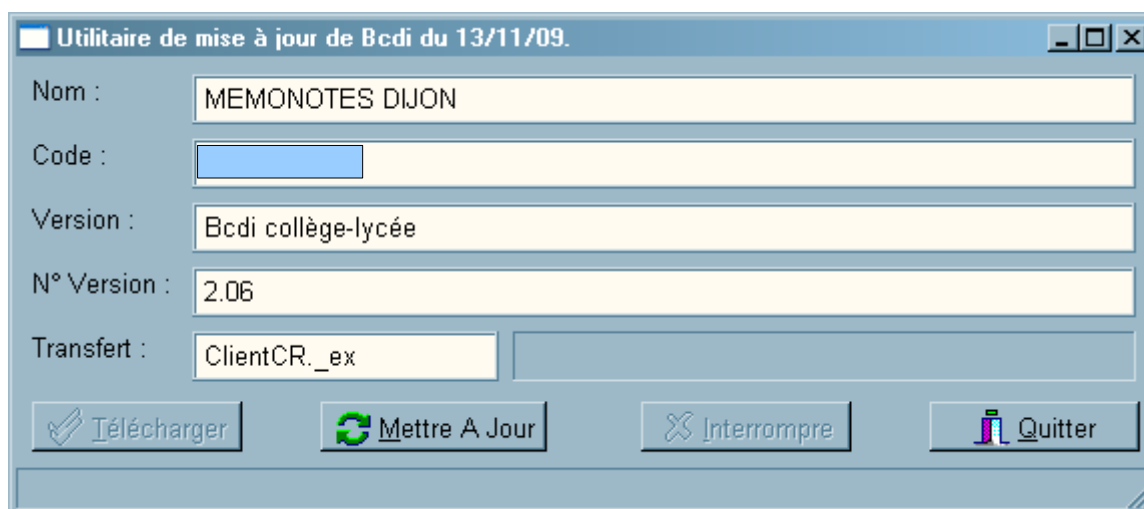 Utilitaire de mise à jour de Bcdi du 13/11/09.
Nom : MEMONOTES DIJON
Code :
Version : Bcdi collège-lycée
N° Version : 2.06
Transfert : ClientCR._ex
Télécharger Mettre A Jour Interrompre Quitter